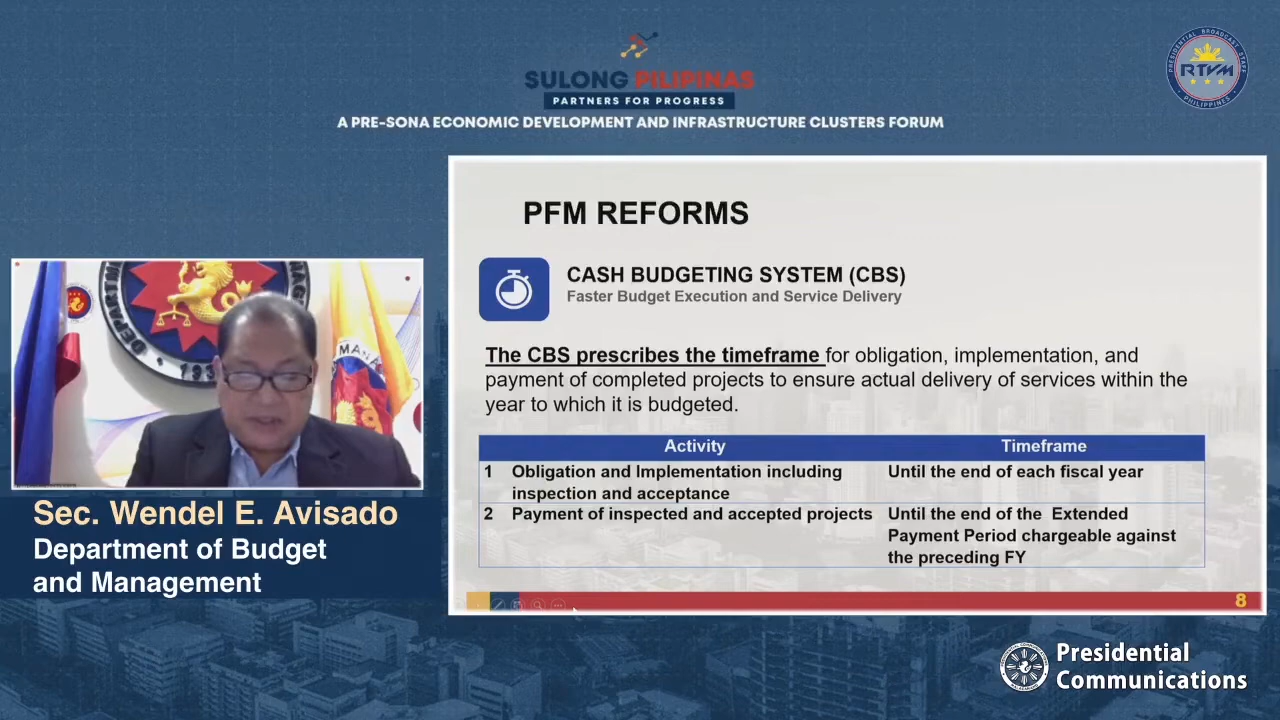 SULONG PILIPINAS
PARTNERS FOR PROGRESS
A PRE-SONA ECONOMIC DEVELOPMENT AND INFRASTRUCTURE CLUSTERS FORUM
PRESIDENTIAL BROADCAST STAFF
RTVM
PHILIPPINES
PFM REFORMS
CASH BUDGETING SYSTEM (CBS)
Faster Budget Execution and Service Delivery
The CBS prescribes the timeframe for obligation, implementation, and
payment of completed projects to ensure actual delivery of services within the
year to which it is budgeted.
Activity Timeframe
1 Obligation and Implementation including Until the end of each fiscal year
inspection and acceptance
2 Payment of inspected and accepted projects Until the end of the Extended
Payment Period chargeable against
the preceding FY
8
Sec. Wendel E. Avisado
Department of Budget
and Management
Presidential
Communications